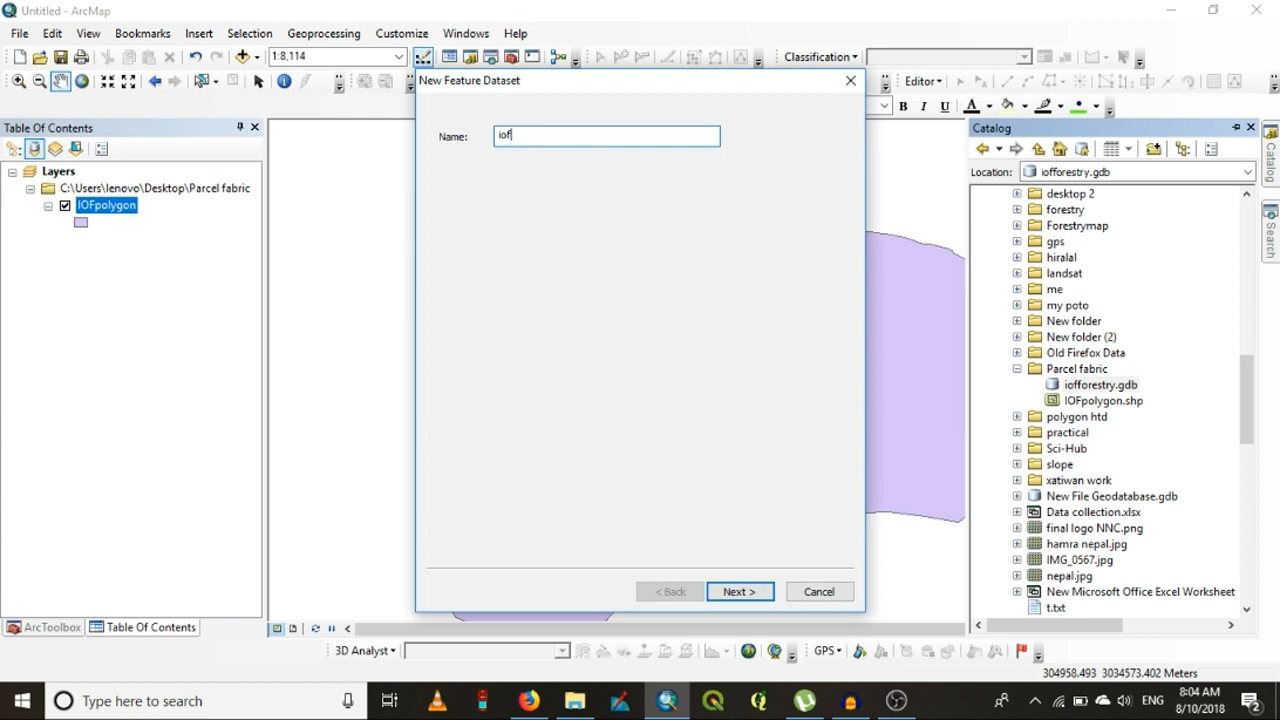 Untitled - ArcMap
File Edit View Bookmarks Insert Selection Geoprocessing Customize Windows Help
1:8,114
Classification
Editor
New Feature Dataset
Name: iof
B I U A
Table Of Contents
Layers
C:\Users\lenovo\Desktop\Parcel fabric
IOFpolygon
Catalog
Location: iofforestry.gdb
desktop 2
forestry
Forestrymap
gps
hiralal
landsat
me
my poto
New folder
New folder (2)
Old Firefox Data
Parcel fabric
iofforestry.gdb
IOFpolygon.shp
polygon htd
practical
Sci-Hub
slope
xatiwan work
New File Geodatabase.gdb
Data collection.xlsx
final logo NNC.png
hamra nepal.jpg
IMG_0567.jpg
nepal.jpg
New Microsoft Office Excel Worksheet
t.txt
Catalog
Search
< Back Next > Cancel
ArcToolbox Table Of Contents
3D Analyst
GPS
304958.493 3034573.402 Meters
Type here to search
ENG
8:04 AM
8/10/2018
2